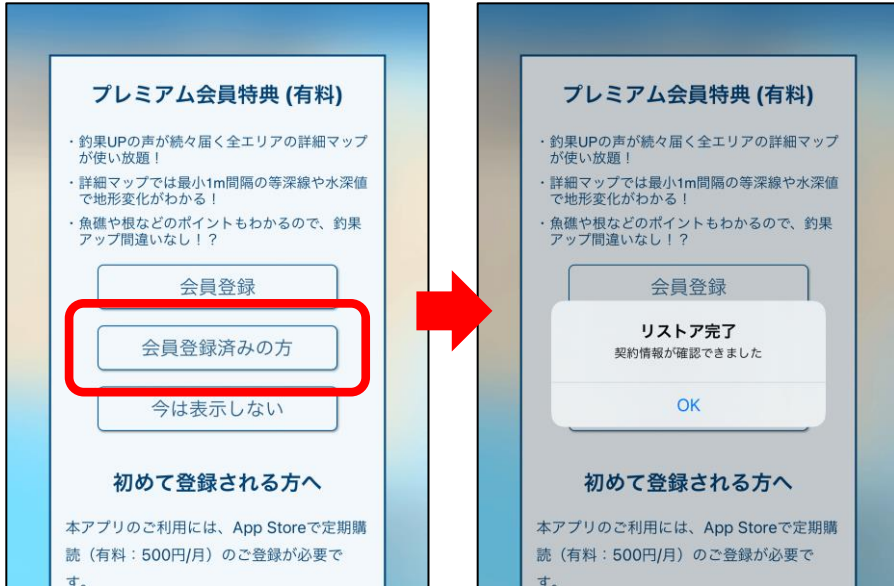 プレミアム会員特典 (有料)
・釣果UPの声が続々届く全エリアの詳細マップ
が使い放題！
・詳細マップでは最小1m間隔の等深線や水深値
で地形変化がわかる！
・魚礁や根などのポイントもわかるので、釣果
アップ間違いなし！？
会員登録
会員登録済みの方
今は表示しない
初めて登録される方へ
本アプリのご利用には、App Storeで定期購
読（有料：500円/月）のご登録が必要で
す。
プレミアム会員特典 (有料)
・釣果UPの声が続々届く全エリアの詳細マップ
が使い放題！
・詳細マップでは最小1m間隔の等深線や水深値
で地形変化がわかる！
・魚礁や根などのポイントもわかるので、釣果
アップ間違いなし！？
会員登録
リストア完了
契約情報が確認できました
OK
初めて登録される方へ
本アプリのご利用には、App Storeで定期購
読（有料：500円/月）のご登録が必要で
す。